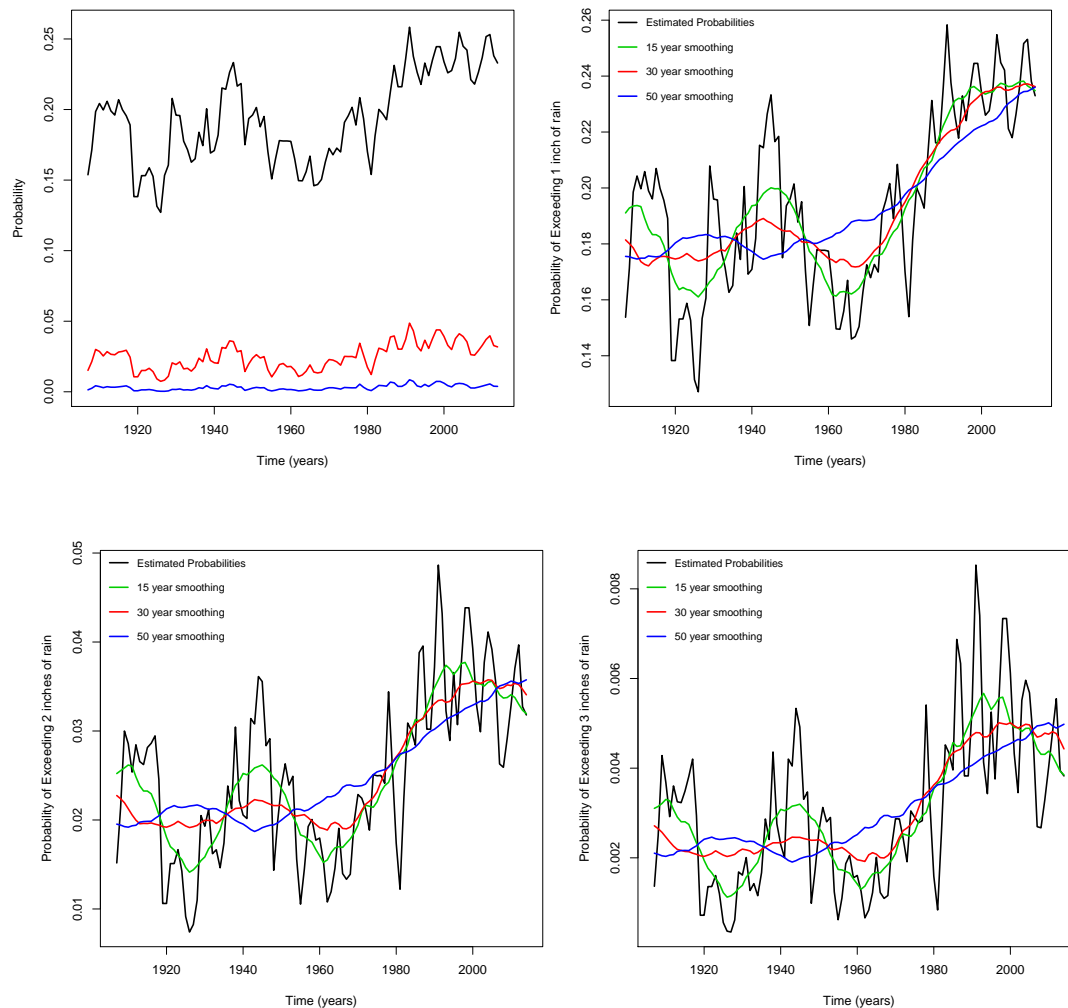 Probability
0.00
0.05
0.10
0.15
0.20
0.25
1920
1940
1960
1980
2000
Time (years)
Probability of Exceeding 1 inch of rain
0.14
0.16
0.18
0.20
0.22
0.24
0.26
Estimated Probabilities
15 year smoothing
30 year smoothing
50 year smoothing
1920
1940
1960
1980
2000
Time (years)
Probability of Exceeding 2 inches of rain
0.01
0.02
0.03
0.04
0.05
Estimated Probabilities
15 year smoothing
30 year smoothing
50 year smoothing
1920
1940
1960
1980
2000
Time (years)
Probability of Exceeding 3 inches of rain
0.002
0.004
0.006
0.008
Estimated Probabilities
15 year smoothing
30 year smoothing
50 year smoothing
1920
1940
1960
1980
2000
Time (years)